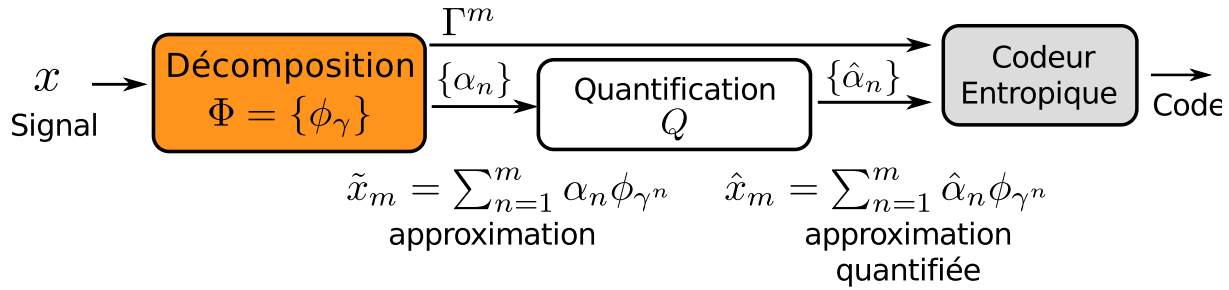 x
Signal
Décomposition
Φ = {ϕ_γ}
Γ^m
{α_n}
Quantification
Q
{α̂_n}
Codeur
Entropique
Code
x̃_m = ∑_{n=1}^{m} α_n ϕ_{γ^n}
approximation
x̂_m = ∑_{n=1}^{m} α̂_n ϕ_{γ^n}
approximation
quantifiée